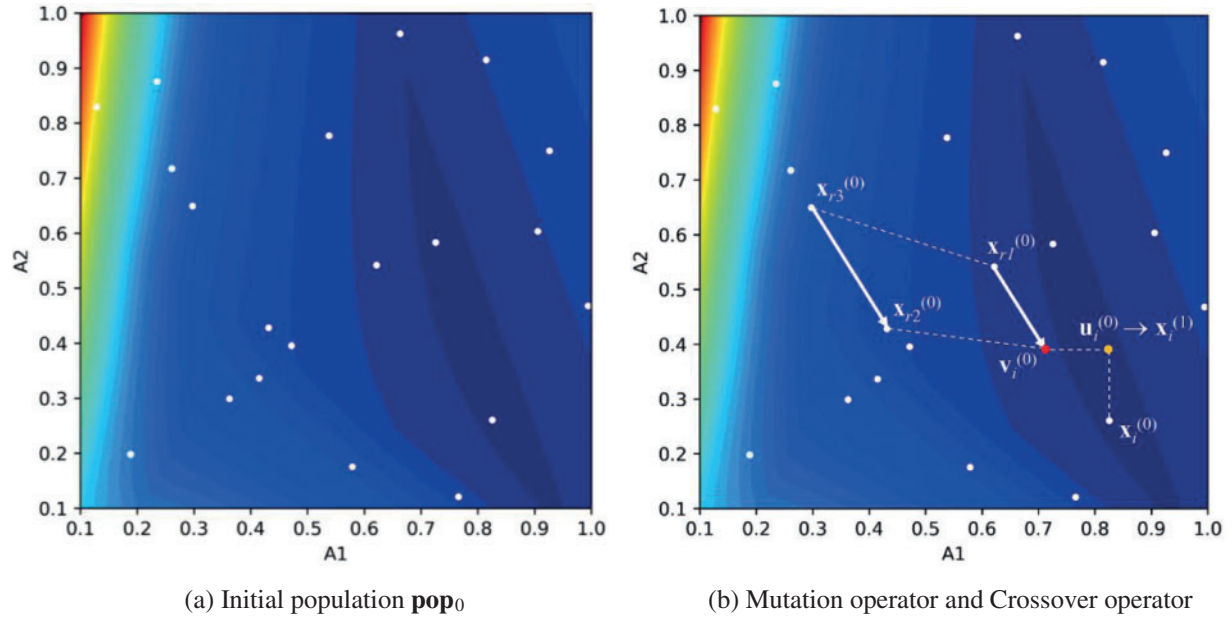 1.0
0.9
0.8
0.7
0.6
0.5
0.4
0.3
0.2
0.1
A2
0.1 0.2 0.3 0.4 0.5 0.6 0.7 0.8 0.9 1.0
A1
(a) Initial population pop₀
1.0
0.9
0.8
0.7
0.6
0.5
0.4
0.3
0.2
0.1
A2
x_{r3}^{(0)}
x_{r1}^{(0)}
x_{r2}^{(0)}
u_i^{(0)} → x_i^{(1)}
v_i^{(0)}
x_i^{(0)}
0.1 0.2 0.3 0.4 0.5 0.6 0.7 0.8 0.9 1.0
A1
(b) Mutation operator and Crossover operator